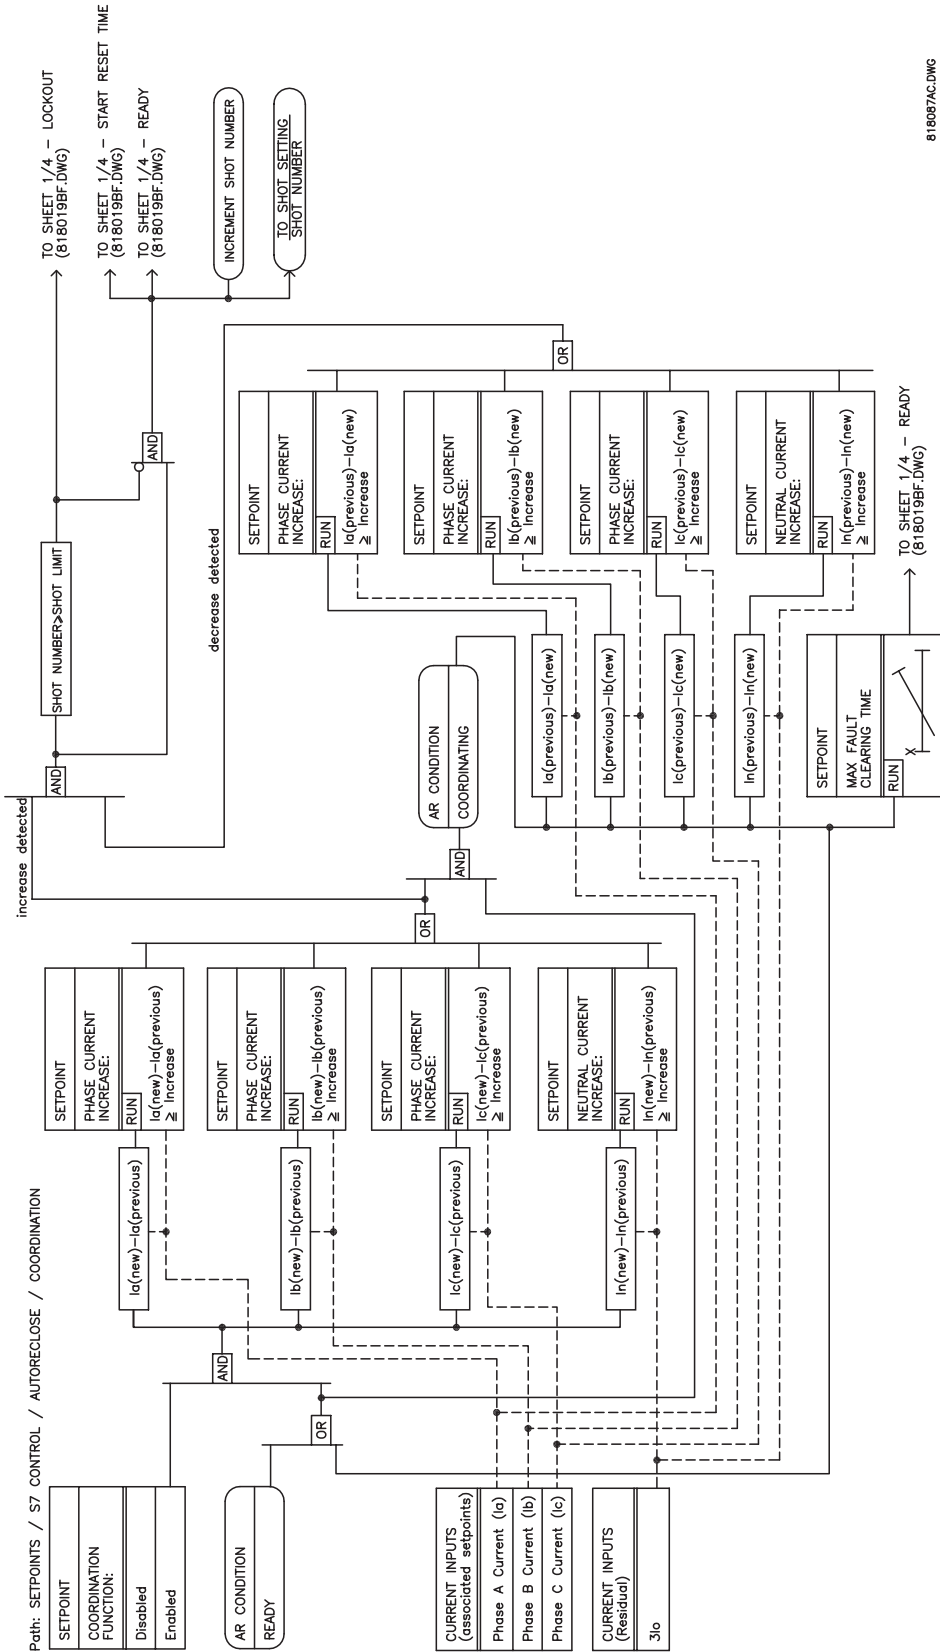 Path: SETPOINTS / S7 CONTROL / AUTORECLOSE / COORDINATION
SETPOINT
COORDINATION
FUNCTION:
Disabled
Enabled
AR CONDITION
READY
CURRENT INPUTS
(associated setpoints)
Phase A Current (Ia)
Phase B Current (Ib)
Phase C Current (Ic)
CURRENT INPUTS
(Residual)
3Io
OR
AND
Ia(new)-Ia(previous)
Ib(new)-Ib(previous)
Ic(new)-Ic(previous)
In(new)-In(previous)
SETPOINT
PHASE CURRENT
INCREASE:
RUN
Ia(new)-Ia(previous)
≥ Increase
SETPOINT
PHASE CURRENT
INCREASE:
RUN
Ib(new)-Ib(previous)
≥ Increase
SETPOINT
PHASE CURRENT
INCREASE:
RUN
Ic(new)-Ic(previous)
≥ Increase
SETPOINT
NEUTRAL CURRENT
INCREASE:
RUN
In(new)-In(previous)
≥ Increase
OR
increase detected
AND
AND
AR CONDITION
COORDINATING
SHOT NUMBER≥SHOT LIMIT
decrease detected
Ia(previous)-Ia(new)
Ib(previous)-Ib(new)
Ic(previous)-Ic(new)
In(previous)-In(new)
SETPOINT
MAX FAULT
CLEARING TIME
RUN
X
SETPOINT
PHASE CURRENT
INCREASE:
RUN
Ia(previous)-Ia(new)
≥ Increase
SETPOINT
PHASE CURRENT
INCREASE:
RUN
Ib(previous)-Ib(new)
≥ Increase
SETPOINT
PHASE CURRENT
INCREASE:
RUN
Ic(previous)-Ic(new)
≥ Increase
SETPOINT
NEUTRAL CURRENT
INCREASE:
RUN
In(previous)-In(new)
≥ Increase
OR
AND
TO SHEET 1/4 - LOCKOUT
(818019BF.DWG)
TO SHEET 1/4 - START RESET TIME
(818019BF.DWG)
TO SHEET 1/4 - READY
(818019BF.DWG)
INCREMENT SHOT NUMBER
TO SHOT SETTING
SHOT NUMBER
TO SHEET 1/4 - READY
(818019BF.DWG)
818087AC.DWG